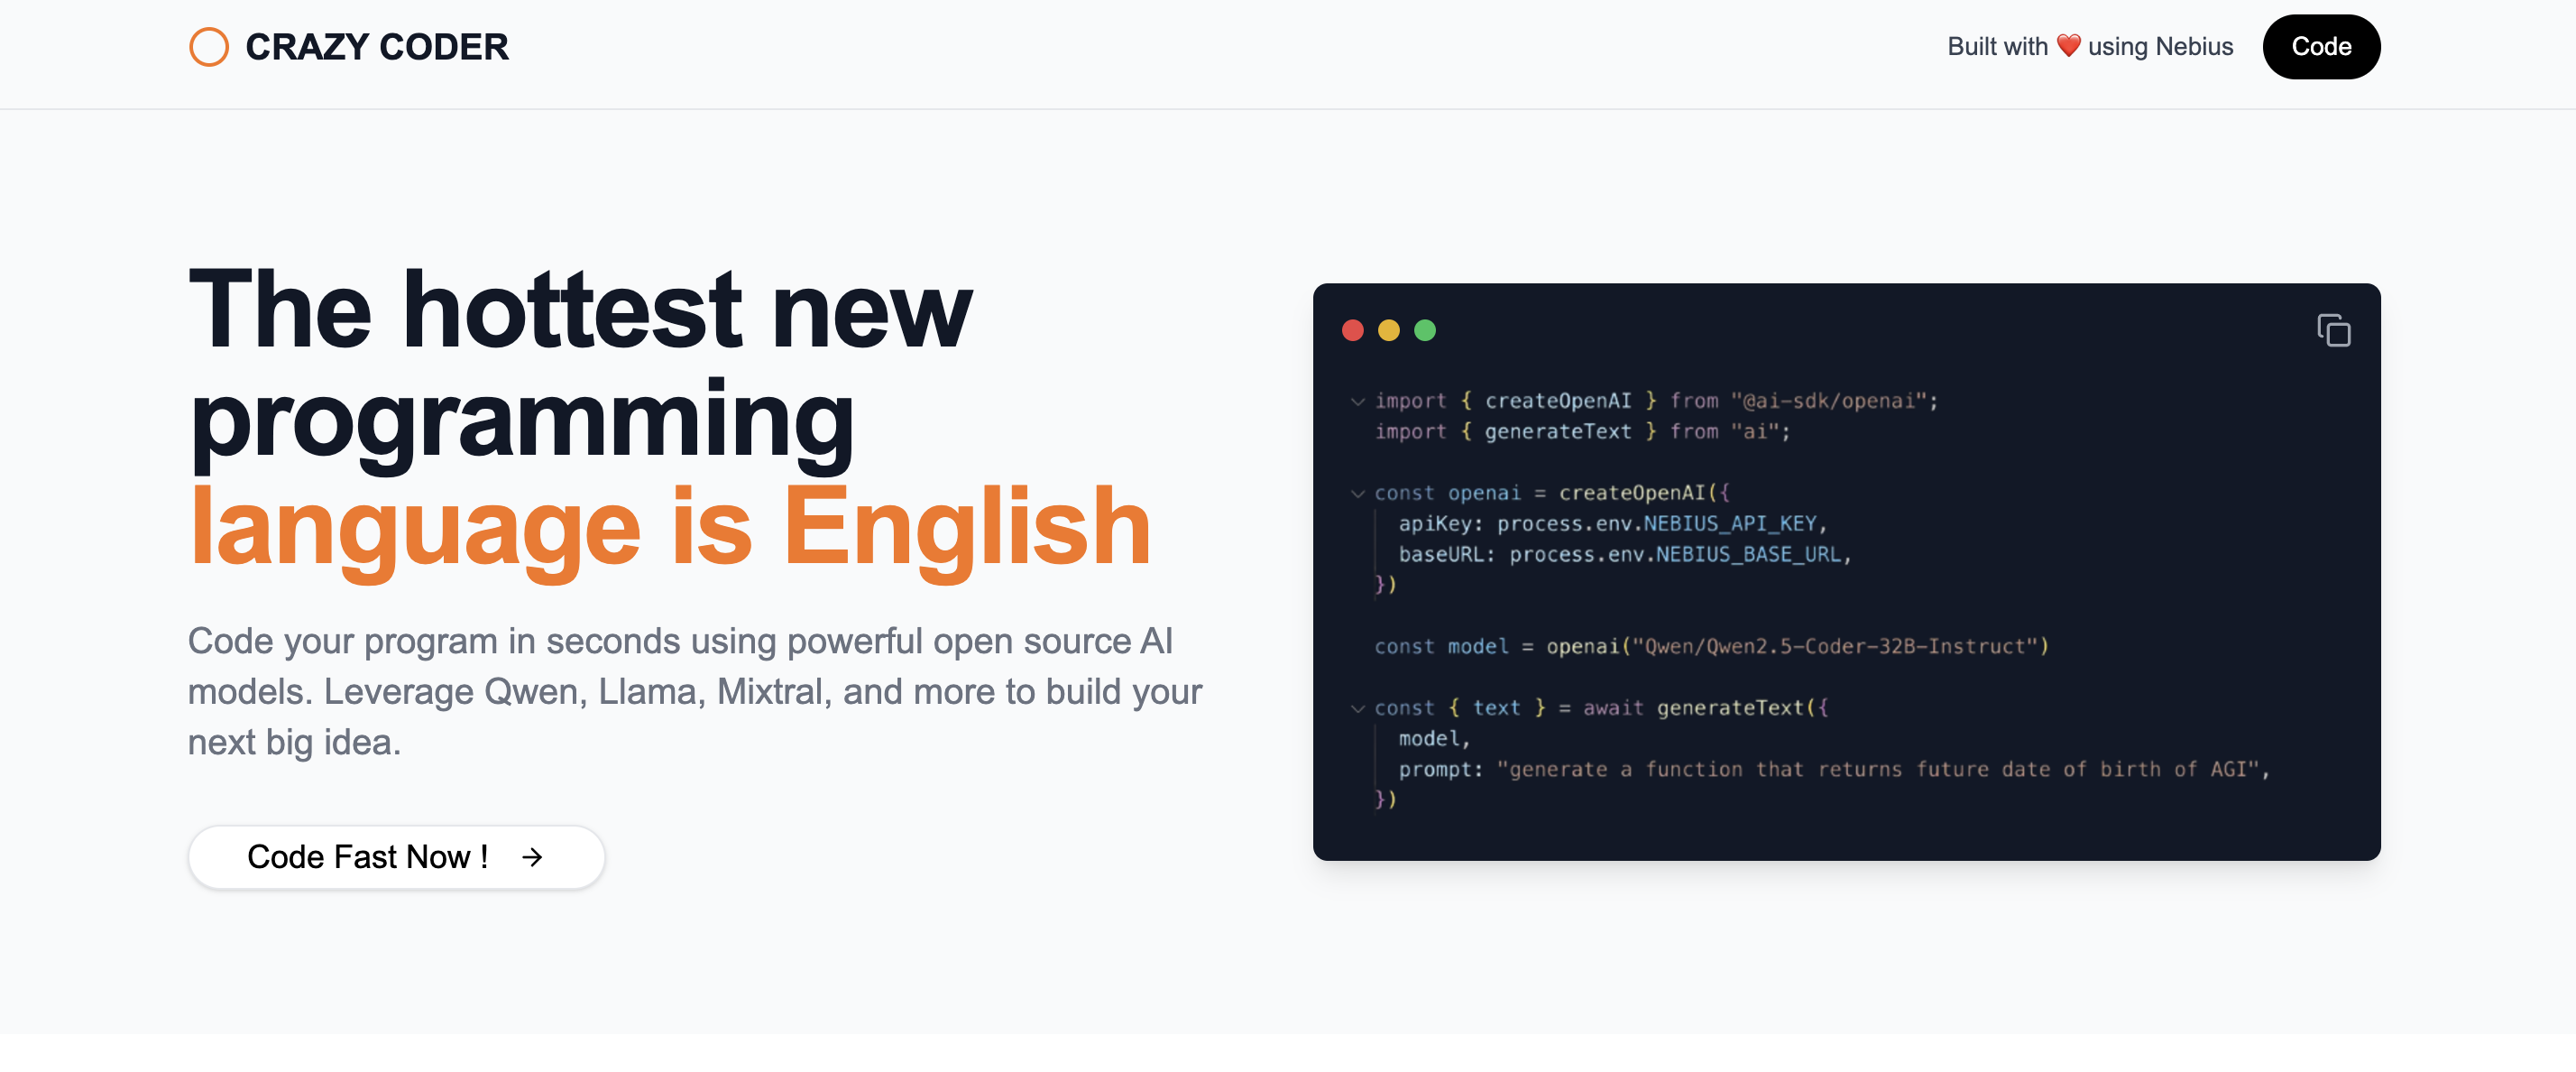 CRAZY CODER
Built with ❤️ using Nebius
Code
The hottest new
programming
language is English
Code your program in seconds using powerful open source AI
models. Leverage Qwen, Llama, Mixtral, and more to build your
next big idea.
Code Fast Now ! →
import { createOpenAI } from "@ai-sdk/openai";
import { generateText } from "ai";
const openai = createOpenAI({
  apiKey: process.env.NEBIUS_API_KEY,
  baseURL: process.env.NEBIUS_BASE_URL,
})
const model = openai("Qwen/Qwen2.5-Coder-32B-Instruct")
const { text } = await generateText({
  model,
  prompt: "generate a function that returns future date of birth of AGI",
})